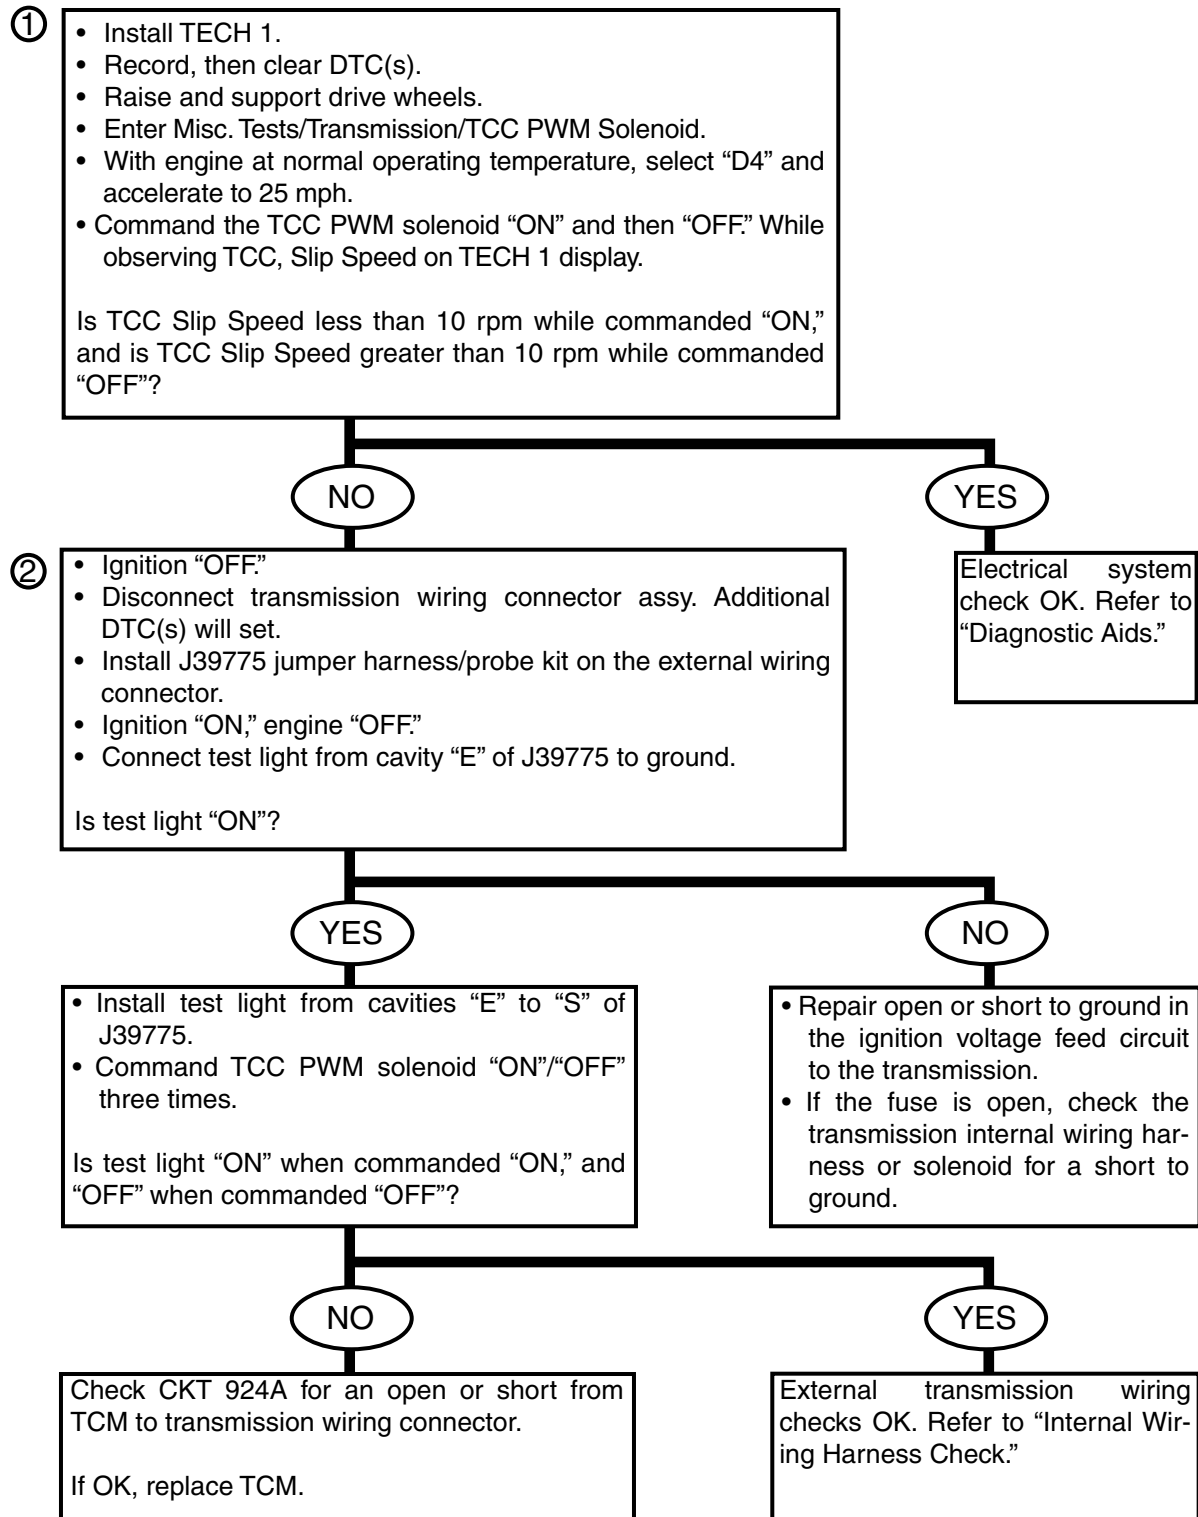 ①
• Install TECH 1.
• Record, then clear DTC(s).
• Raise and support drive wheels.
• Enter Misc. Tests/Transmission/TCC PWM Solenoid.
• With engine at normal operating temperature, select “D4” and
accelerate to 25 mph.
• Command the TCC PWM solenoid “ON” and then “OFF.” While
observing TCC, Slip Speed on TECH 1 display.
Is TCC Slip Speed less than 10 rpm while commanded “ON,”
and is TCC Slip Speed greater than 10 rpm while commanded
“OFF”?
NO
YES
②
• Ignition “OFF.”
• Disconnect transmission wiring connector assy. Additional
DTC(s) will set.
• Install J39775 jumper harness/probe kit on the external wiring
connector.
• Ignition “ON,” engine “OFF.”
• Connect test light from cavity “E” of J39775 to ground.
Is test light “ON”?
Electrical system
check OK. Refer to
“Diagnostic Aids.”
YES
NO
• Install test light from cavities “E” to “S” of
J39775.
• Command TCC PWM solenoid “ON”/“OFF”
three times.
Is test light “ON” when commanded “ON,” and
“OFF” when commanded “OFF”?
• Repair open or short to ground in
the ignition voltage feed circuit
to the transmission.
• If the fuse is open, check the
transmission internal wiring har-
ness or solenoid for a short to
ground.
NO
YES
Check CKT 924A for an open or short from
TCM to transmission wiring connector.
If OK, replace TCM.
External transmission wiring
checks OK. Refer to “Internal Wir-
ing Harness Check.”